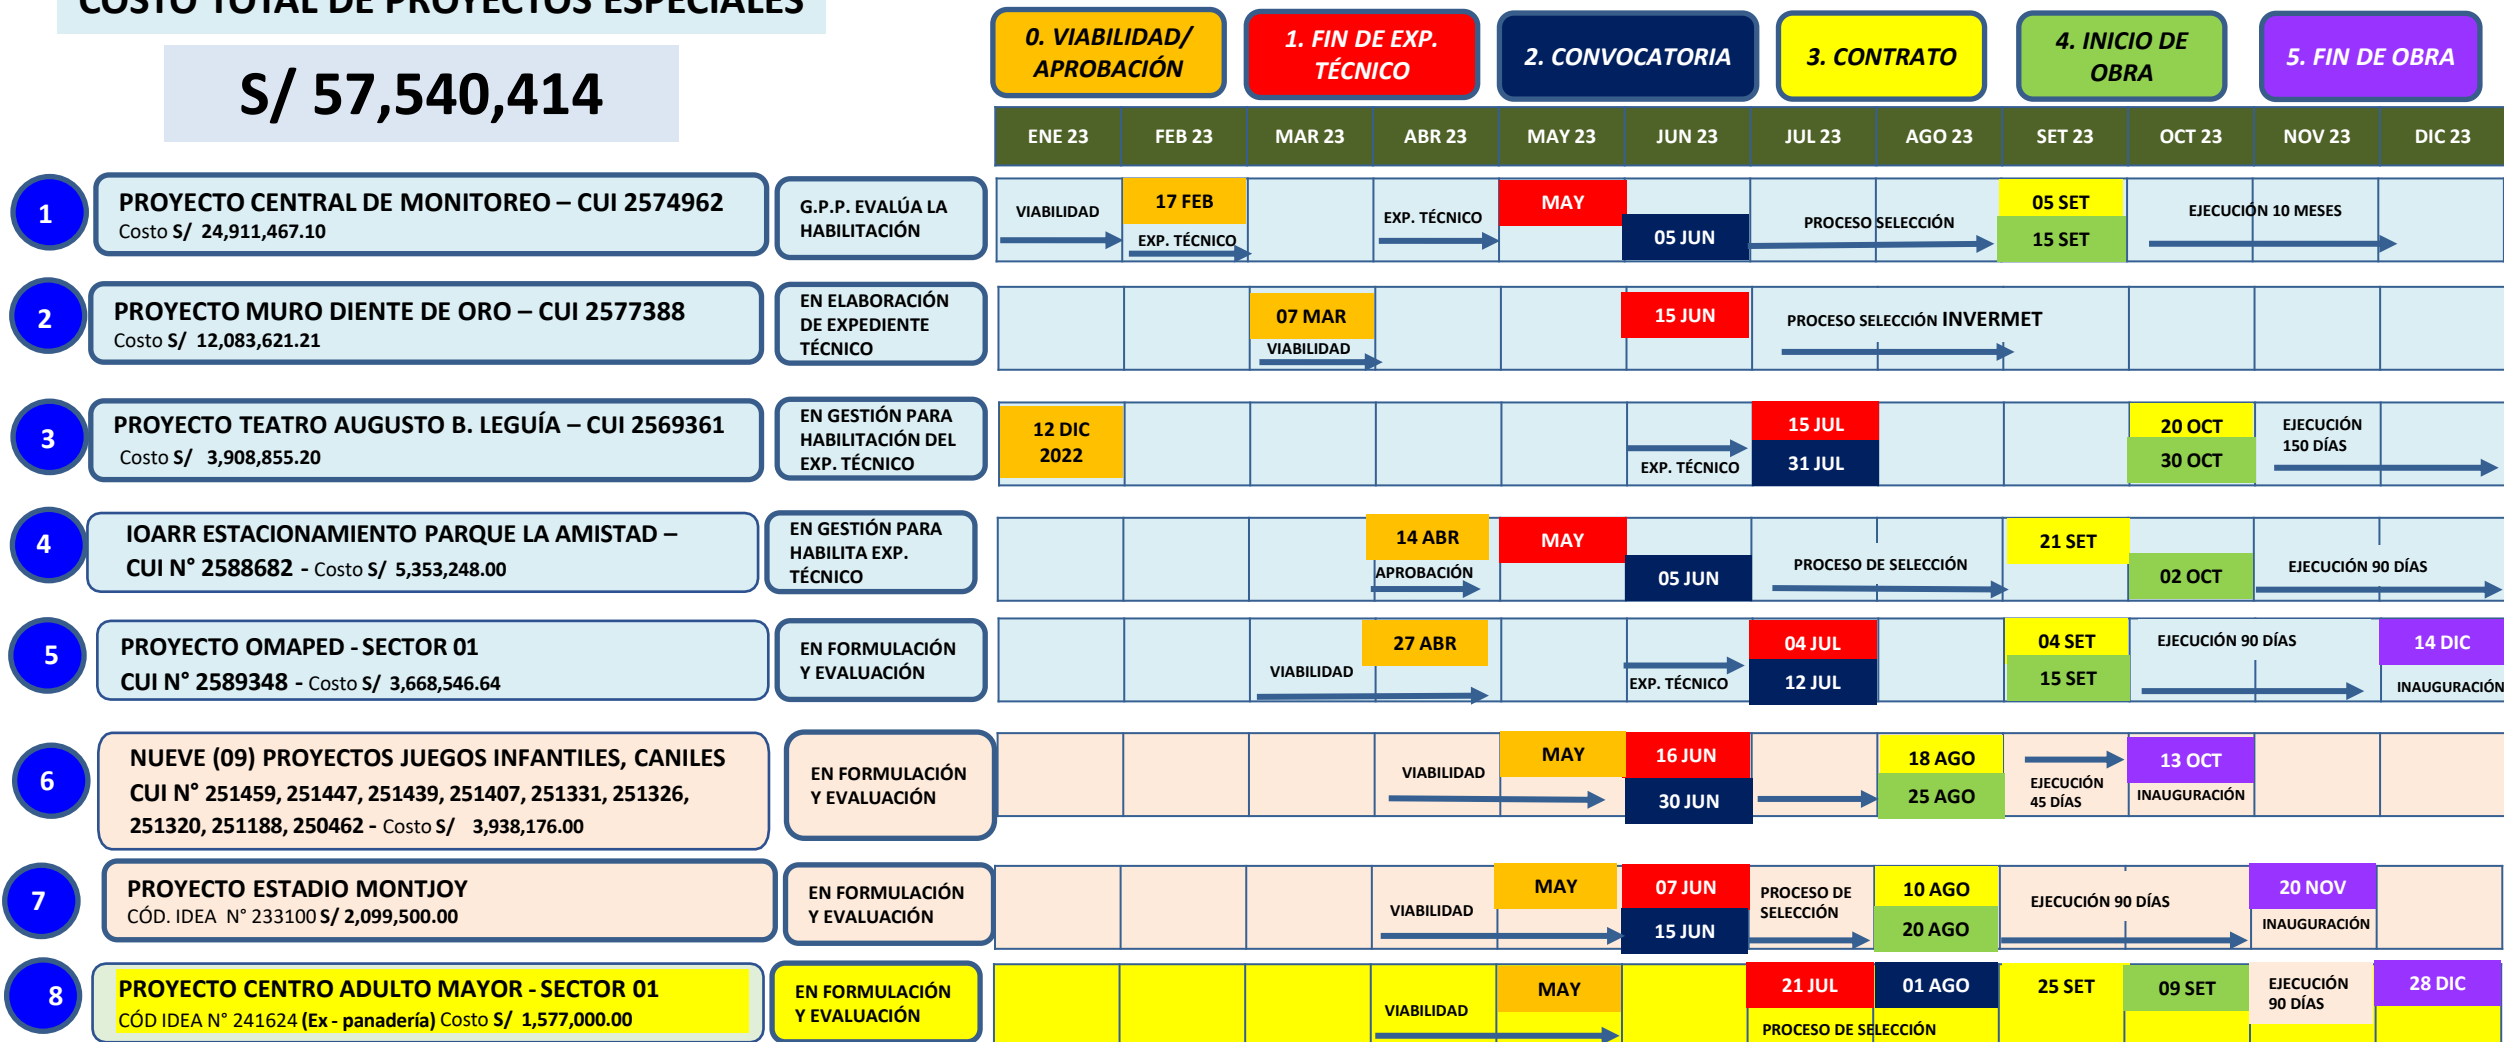 COSTO TOTAL DE PROYECTOS ESPECIALES
S/ 57,540,414
0. VIABILIDAD/
APROBACIÓN
1. FIN DE EXP.
TÉCNICO
2. CONVOCATORIA
3. CONTRATO
4. INICIO DE
OBRA
5. FIN DE OBRA
ENE 23
FEB 23
MAR 23
ABR 23
MAY 23
JUN 23
JUL 23
AGO 23
SET 23
OCT 23
NOV 23
DIC 23
1
PROYECTO CENTRAL DE MONITOREO – CUI 2574962
Costo S/ 24,911,467.10
G.P.P. EVALÚA LA
HABILITACIÓN
VIABILIDAD
17 FEB
EXP. TÉCNICO
EXP. TÉCNICO
MAY
05 JUN
PROCESO SELECCIÓN
05 SET
15 SET
EJECUCIÓN 10 MESES
2
PROYECTO MURO DIENTE DE ORO – CUI 2577388
Costo S/ 12,083,621.21
EN ELABORACIÓN
DE EXPEDIENTE
TÉCNICO
07 MAR
VIABILIDAD
15 JUN
PROCESO SELECCIÓN INVERMET
3
PROYECTO TEATRO AUGUSTO B. LEGUÍA – CUI 2569361
Costo S/ 3,908,855.20
EN GESTIÓN PARA
HABILITACIÓN DEL
EXP. TÉCNICO
12 DIC
2022
EXP. TÉCNICO
15 JUL
31 JUL
20 OCT
30 OCT
EJECUCIÓN
150 DÍAS
4
IOARR ESTACIONAMIENTO PARQUE LA AMISTAD –
CUI N° 2588682 - Costo S/ 5,353,248.00
EN GESTIÓN PARA
HABILITA EXP.
TÉCNICO
14 ABR
APROBACIÓN
MAY
05 JUN
PROCESO DE SELECCIÓN
21 SET
02 OCT
EJECUCIÓN 90 DÍAS
5
PROYECTO OMAPED - SECTOR 01
CUI N° 2589348 - Costo S/ 3,668,546.64
EN FORMULACIÓN
Y EVALUACIÓN
VIABILIDAD
27 ABR
EXP. TÉCNICO
04 JUL
12 JUL
04 SET
15 SET
EJECUCIÓN 90 DÍAS
14 DIC
INAUGURACIÓN
6
NUEVE (09) PROYECTOS JUEGOS INFANTILES, CANILES
CUI N° 251459, 251447, 251439, 251407, 251331, 251326,
251320, 251188, 250462 - Costo S/ 3,938,176.00
EN FORMULACIÓN
Y EVALUACIÓN
VIABILIDAD
MAY
16 JUN
30 JUN
18 AGO
25 AGO
EJECUCIÓN
45 DÍAS
13 OCT
INAUGURACIÓN
7
PROYECTO ESTADIO MONTJOY
CÓD. IDEA N° 233100 S/ 2,099,500.00
EN FORMULACIÓN
Y EVALUACIÓN
VIABILIDAD
MAY
07 JUN
15 JUN
PROCESO DE
SELECCIÓN
10 AGO
20 AGO
EJECUCIÓN 90 DÍAS
20 NOV
INAUGURACIÓN
8
PROYECTO CENTRO ADULTO MAYOR - SECTOR 01
CÓD IDEA N° 241624 (Ex - panadería) Costo S/ 1,577,000.00
EN FORMULACIÓN
Y EVALUACIÓN
VIABILIDAD
MAY
21 JUL
PROCESO DE SELECCIÓN
01 AGO
25 SET
09 SET
EJECUCIÓN
90 DÍAS
28 DIC